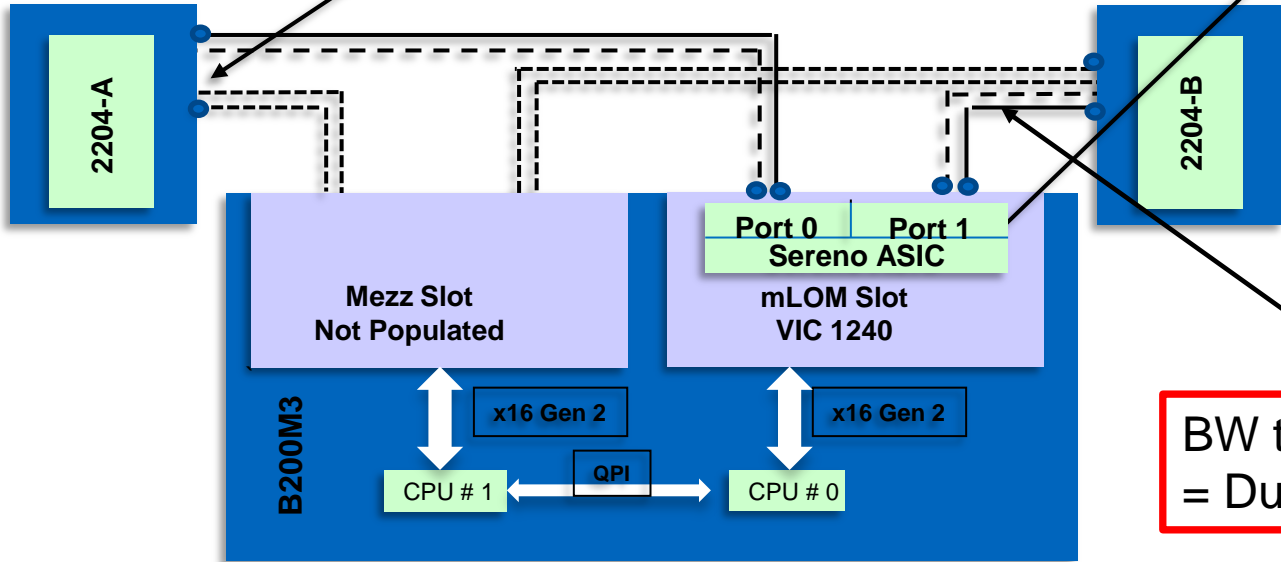 2204-A
2204-B
Port 0
Port 1
Sereno ASIC
Mezz Slot
Not Populated
mLOM Slot
VIC 1240
x16 Gen 2
x16 Gen 2
B200M3
QPI
CPU # 1
CPU # 0
BW
=